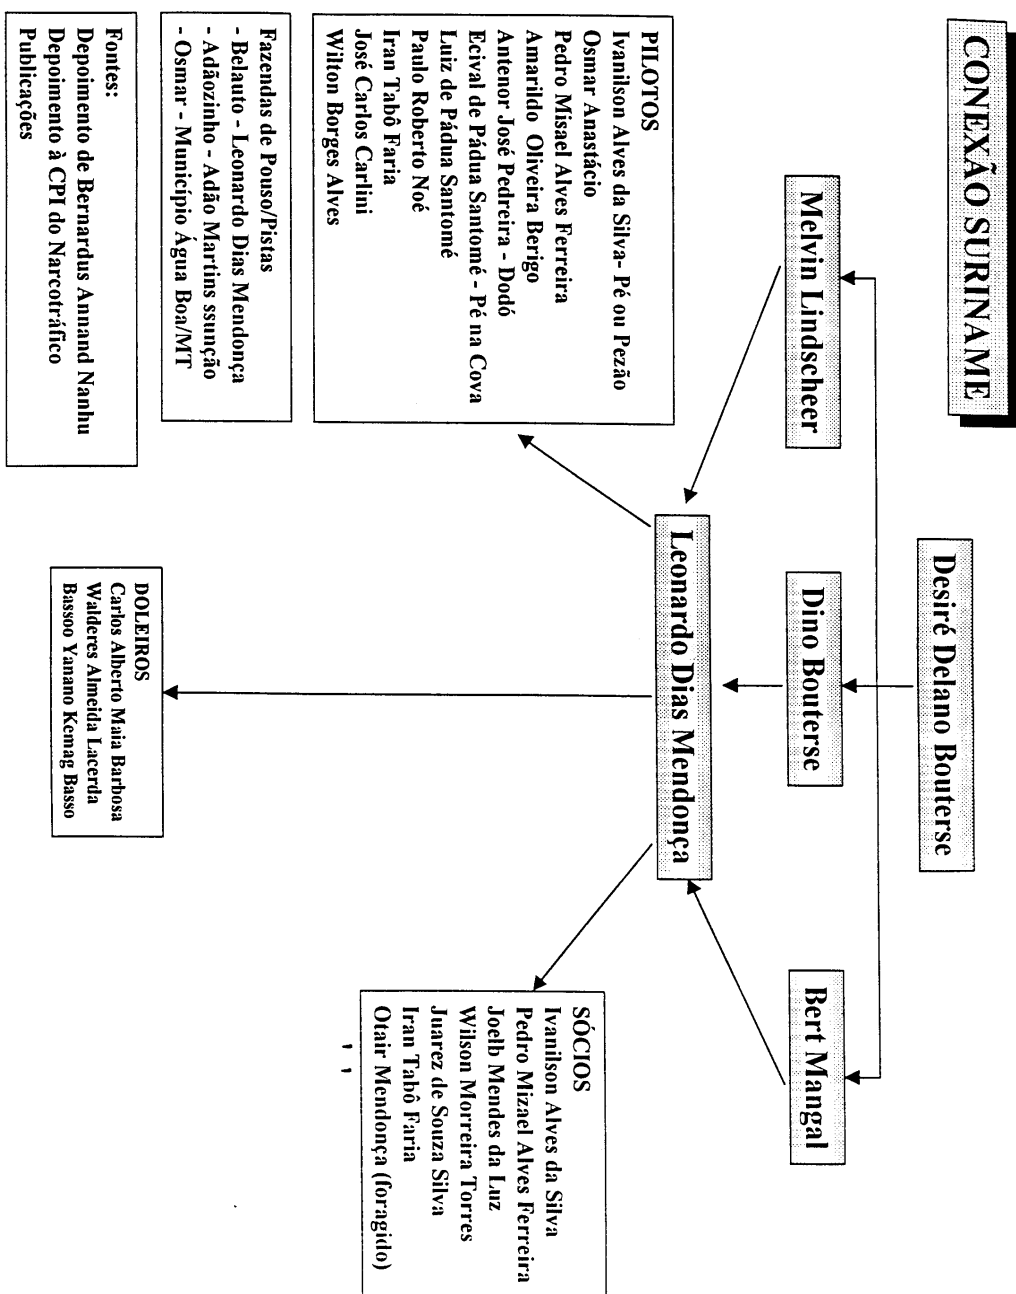 CONEXÃO SURINAME
Desiré Delano Bouterse
Melvin Lindscheer
Dino Bouterse
Bert Mangal
Leonardo Dias Mendonça
PILOTOS
Ivanilson Alves da Silva- Pé ou Pezão
Osmar Anastácio
Pedro Misael Alves Ferreira
Amarildo Oliveira Berigo
Antenor José Pedreira - Dodó
Ecival de Pádua Santomé - Pé na Cova
Luiz de Pádua Santomé
Paulo Roberto Noé
Iran Tabô Faria
José Carlos Carlini
Wilton Borges Alves
SÓCIOS
Ivanilson Alves da Silva
Pedro Mizael Alves Ferreira
Joelb Mendes da Luz
Wilson Morreira Torres
Juarez de Souza Silva
Iran Tabô Faria
Otair Mendonça (foragido)
Fazendas de Pouso/Pistas
- Belauto - Leonardo Dias Mendonça
- Adãozinho - Adão Martins ssunção
- Osmar - Município Água Boa/MT
DOLEIROS
Carlos Alberto Maia Barbosa
Walderes Almeida Lacerda
Bassoo Yanano Kemag Basso
Fontes:
Depoimento de Bernardus Annand Nanhu
Depoimento à CPI do Narcotráfico
Publicações